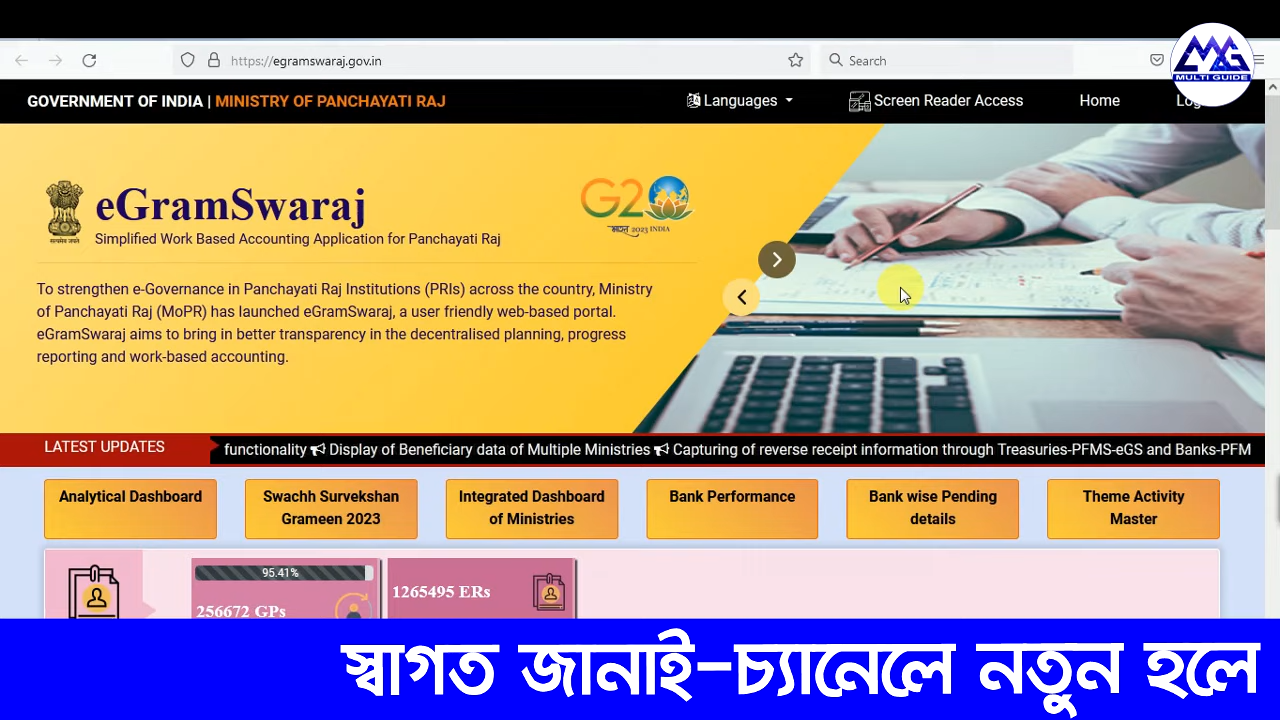 https://egramswaraj.gov.in
Search
MULTI GUIDE
GOVERNMENT OF INDIA | MINISTRY OF PANCHAYATI RAJ
Languages
Screen Reader Access
Home
eGramSwaraj
Simplified Work Based Accounting Application for Panchayati Raj
G20
भारत 2023 INDIA
सत्यमेव जयते
To strengthen e-Governance in Panchayati Raj Institutions (PRIs) across the country, Ministry
of Panchayati Raj (MoPR) has launched eGramSwaraj, a user friendly web-based portal.
eGramSwaraj aims to bring in better transparency in the decentralised planning, progress
reporting and work-based accounting.
LATEST UPDATES
functionality Display of Beneficiary data of Multiple Ministries Capturing of reverse receipt information through Treasuries-PFMS-eGS and Banks-PFM
Analytical Dashboard
Swachh Survekshan
Grameen 2023
Integrated Dashboard
of Ministries
Bank Performance
Bank wise Pending
details
Theme Activity
Master
95.41%
256672 GPs
1265495 ERs
স্বাগত জানাই-চ্যানেলে নতুন হলে